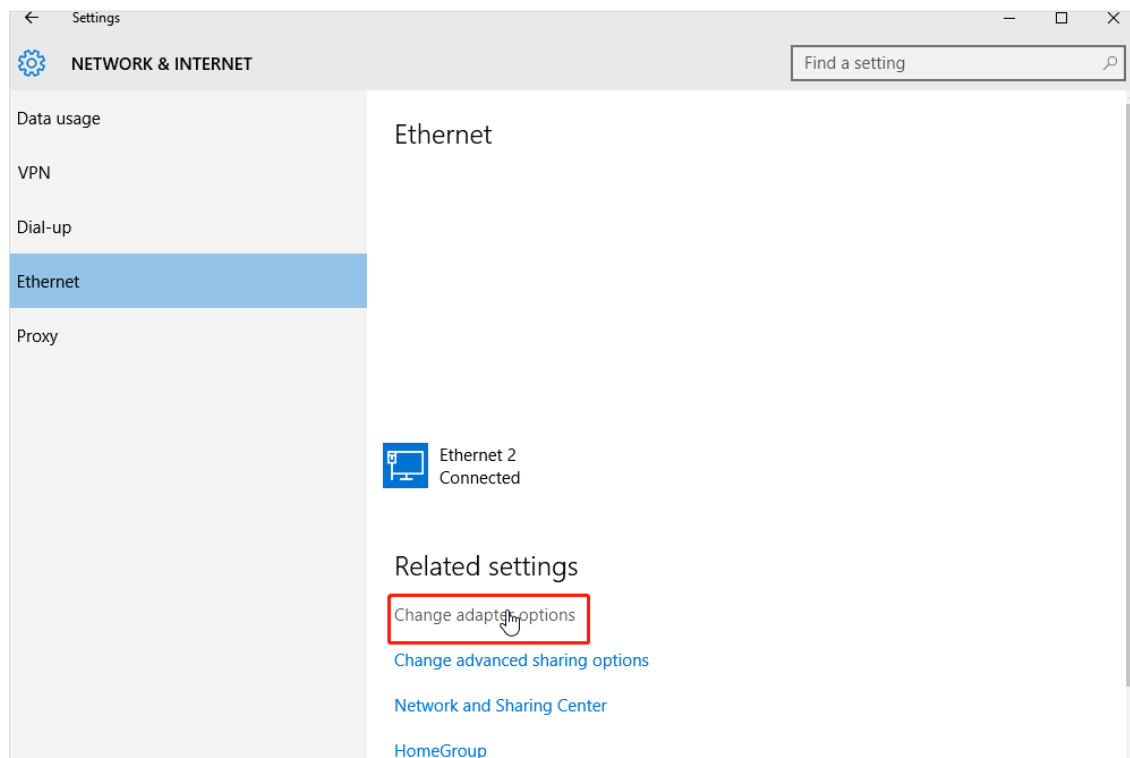 Settings
NETWORK & INTERNET
Find a setting
Data usage
VPN
Dial-up
Ethernet
Proxy
Ethernet
Ethernet 2
Connected
Related settings
Change adapter options
Change advanced sharing options
Network and Sharing Center
HomeGroup